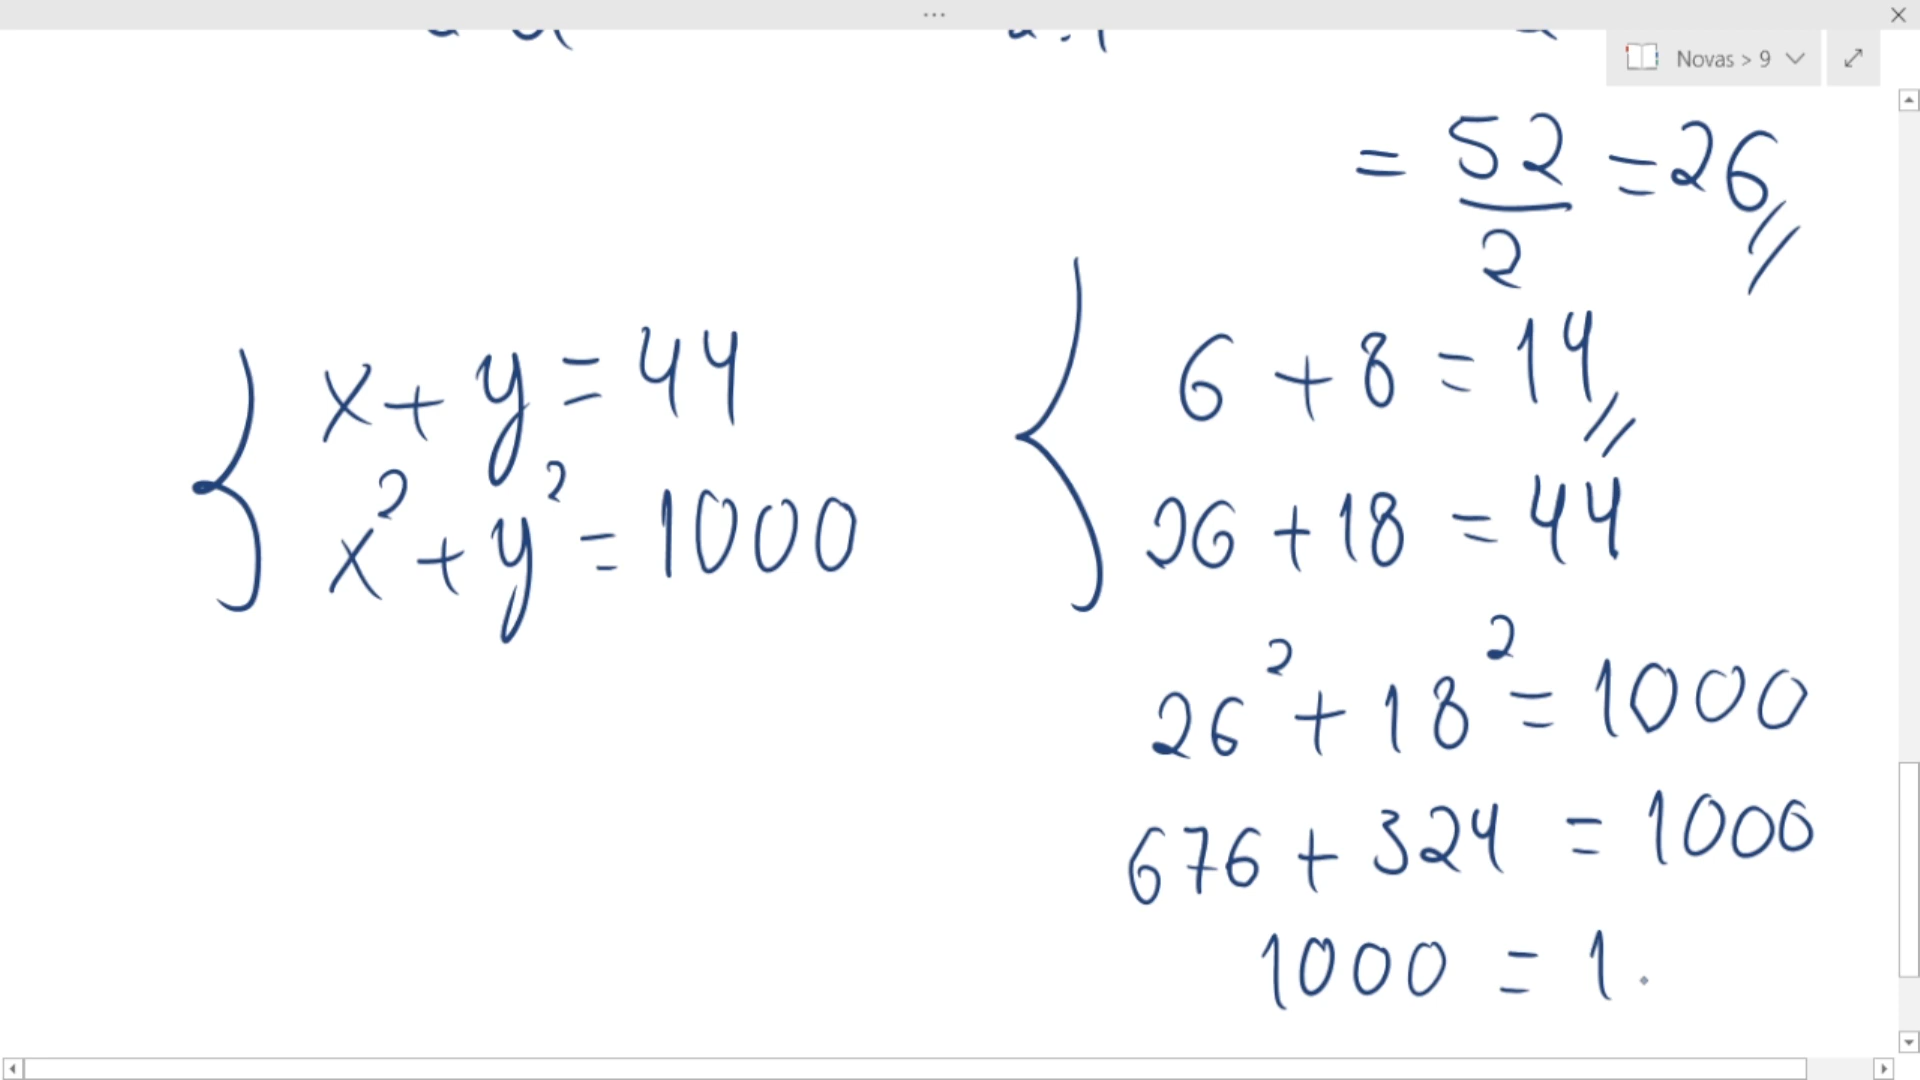 Novas > 9
= 52/2 = 26//
x + y = 44
x² + y² = 1000
6 + 8 = 14//
26 + 18 = 44
26² + 18² = 1000
676 + 324 = 1000
1000 = 1